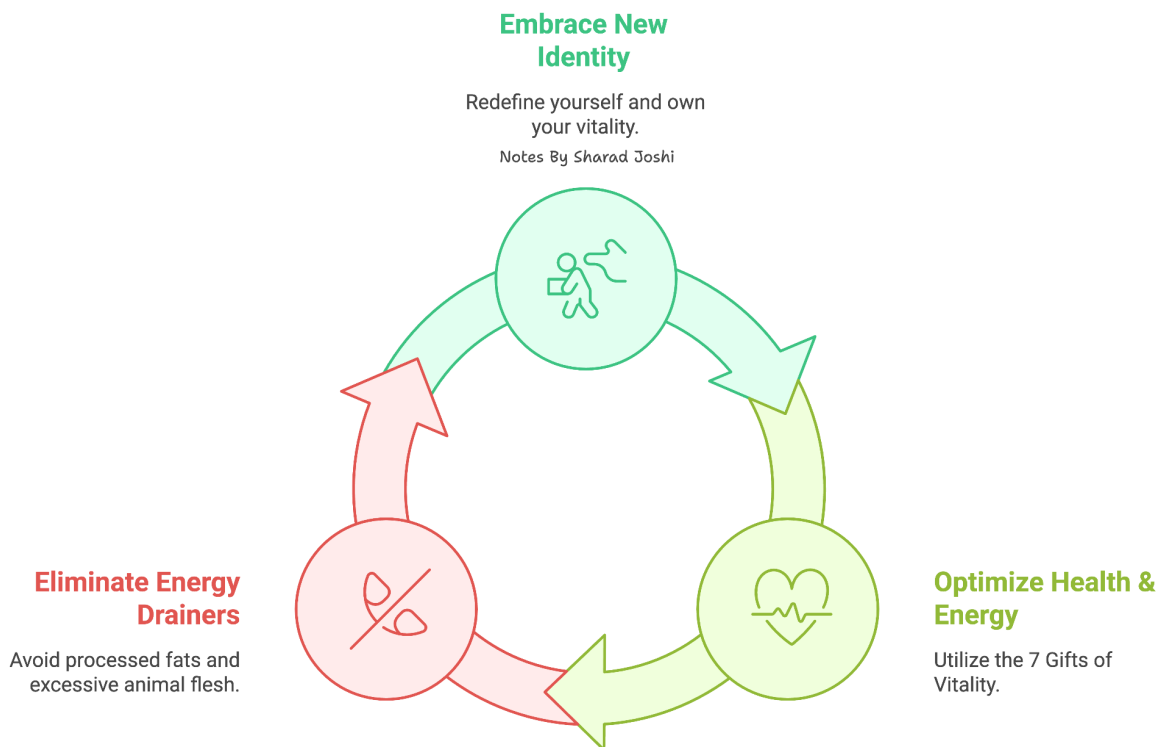 Embrace New
Identity
Redefine yourself and own
your vitality.
Notes By Sharad Joshi
Eliminate Energy
Drainers
Avoid processed fats and
excessive animal flesh.
Optimize Health &
Energy
Utilize the 7 Gifts of
Vitality.